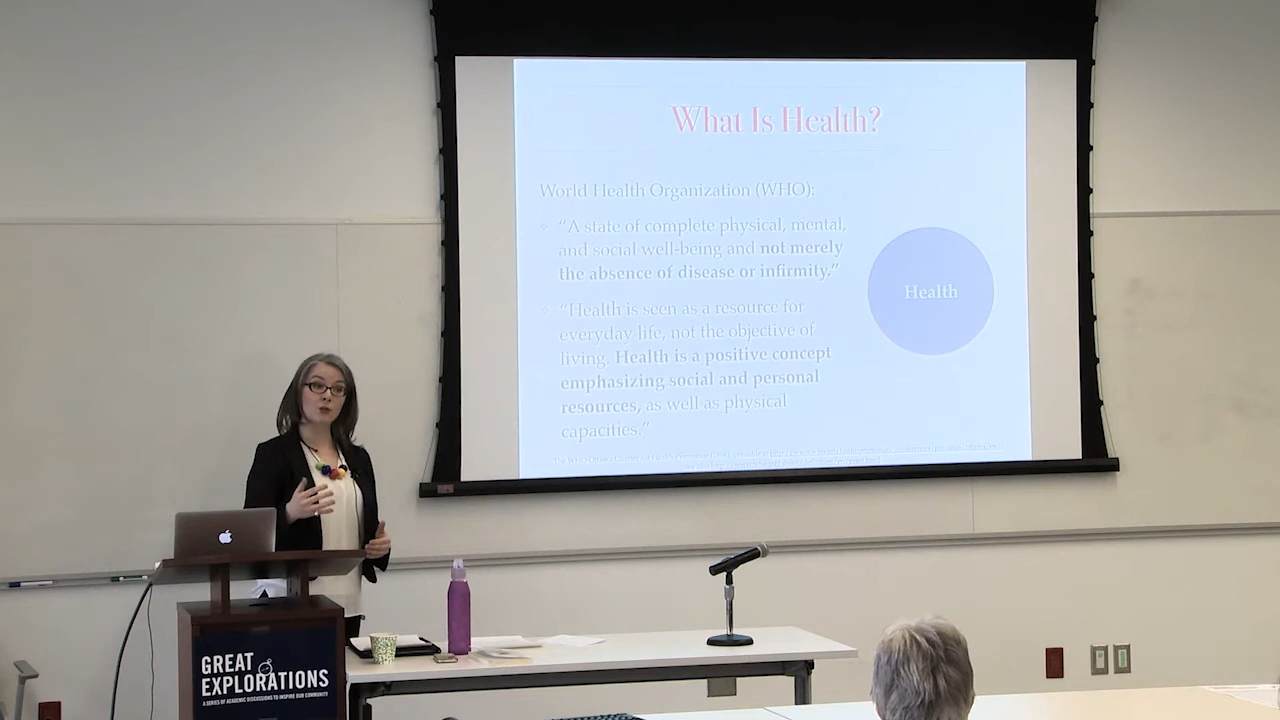 What Is Health?
World Health Organization (WHO):
“A state of complete physical, mental,
and social well-being and not merely
the absence of disease or infirmity.”
“Health is seen as a resource for
everyday life, not the objective of
living. Health is a positive concept
emphasizing social and personal
resources, as well as physical
capacities.”
Health
GREAT
EXPLORATIONS
A SERIES OF ACADEMIC DISCUSSIONS TO INSPIRE OUR COMMUNITY